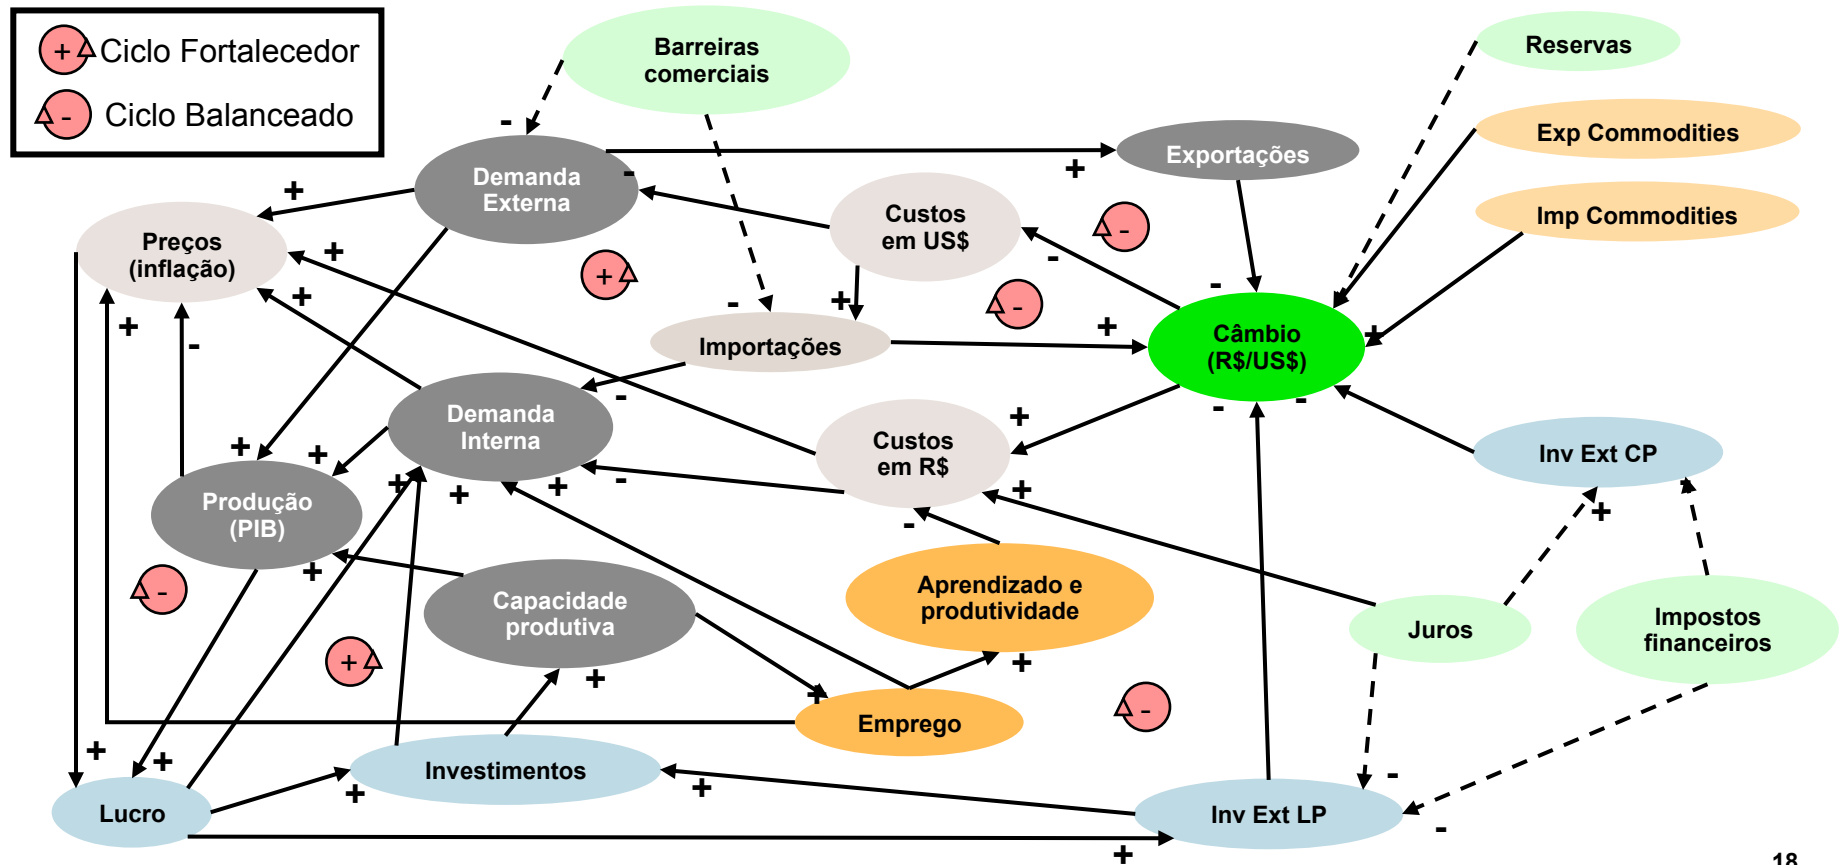 + Ciclo Fortalecedor
- Ciclo Balanceado
Barreiras
comerciais
Reservas
Exp Commodities
Imp Commodities
Demanda
Externa
Exportações
Preços
(inflação)
Custos
em US$
Importações
Câmbio
(R$/US$)
Demanda
Interna
Custos
em R$
Inv Ext CP
Produção
(PIB)
Capacidade
produtiva
Aprendizado e
produtividade
Juros
Impostos
financeiros
Emprego
Investimentos
Lucro
Inv Ext LP
18